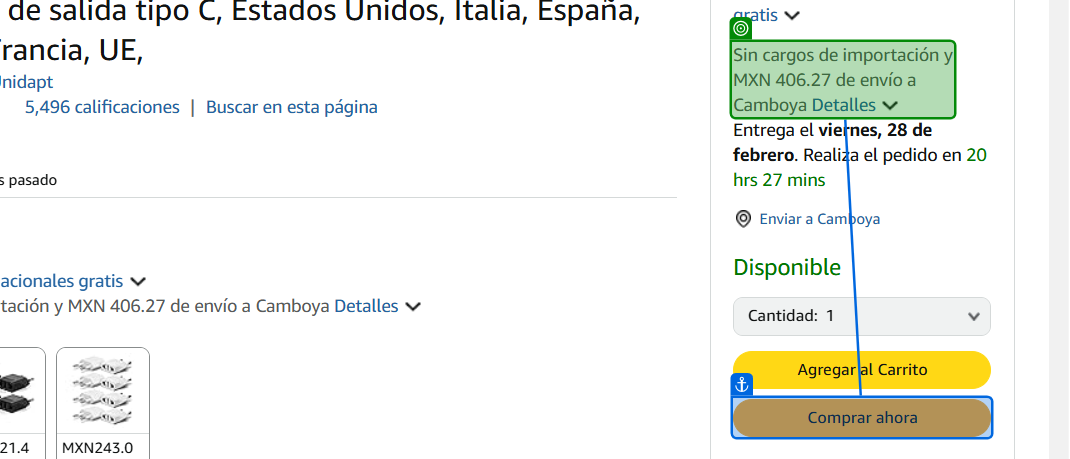 de salida tipo C, Estados Unidos, Italia, España,
rancia, UE,
Unidapt
5,496 calificaciones | Buscar en esta página
s pasado
acionales gratis
tación y MXN 406.27 de envío a Camboya Detalles
21.4
MXN243.0
gratis
Sin cargos de importación y
MXN 406.27 de envío a
Camboya Detalles
Entrega el viernes, 28 de
febrero. Realiza el pedido en 20
hrs 27 mins
Enviar a Camboya
Disponible
Cantidad: 1
Agregar al Carrito
Comprar ahora